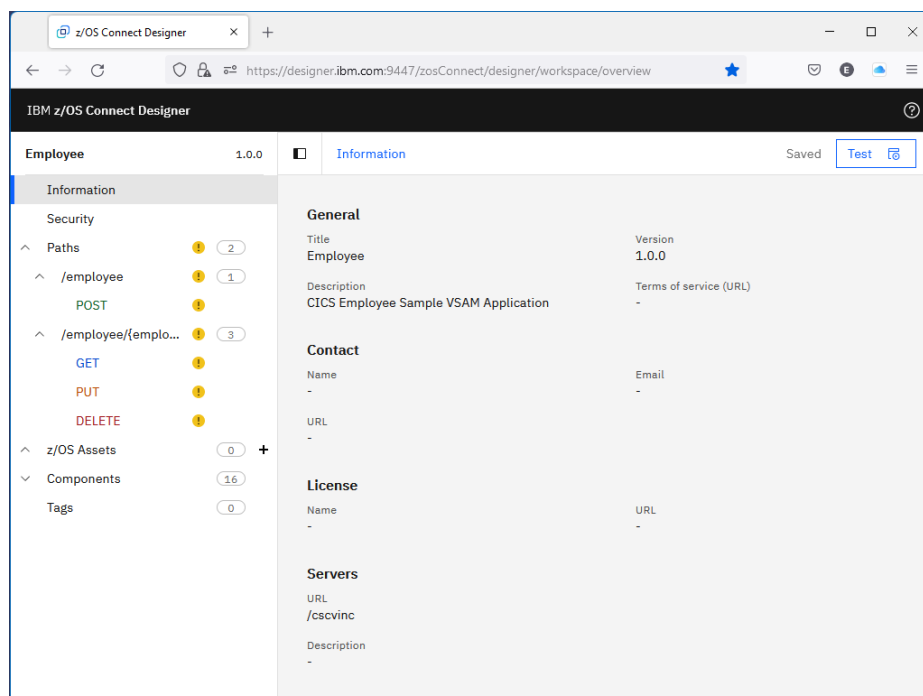 z/OS Connect Designer
https://designer.ibm.com:9447/zosConnect/designer/workspace/overview
E
IBM z/OS Connect Designer
Employee 1.0.0
Information Saved Test
Information
Security
Paths 2
/employee 1
POST
/employee/{emplo... 3
GET
PUT
DELETE
z/OS Assets 0
Components 16
Tags 0
General
Title Version
Employee 1.0.0
Description Terms of service (URL)
CICS Employee Sample VSAM Application -
Contact
Name Email
- -
URL
-
License
Name URL
- -
Servers
URL
/cscvinc
Description
-